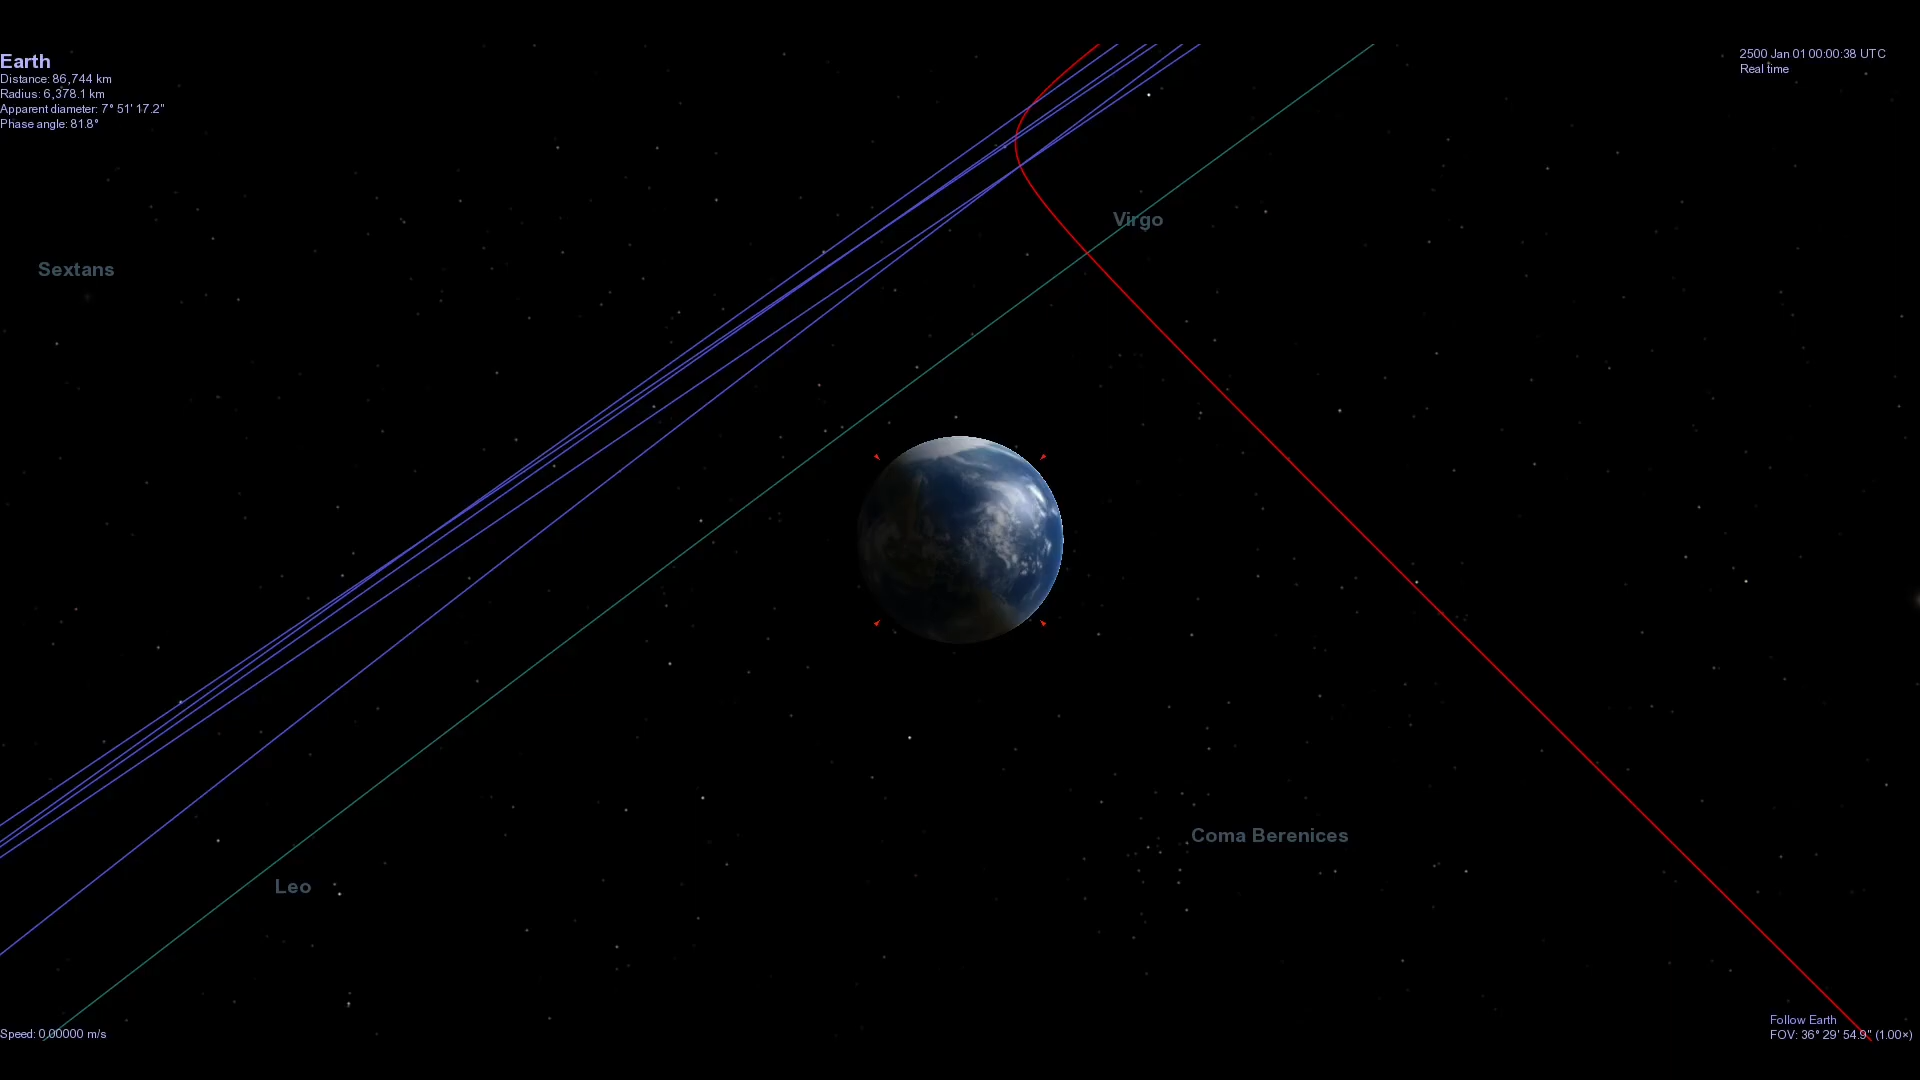 Earth
Distance: 86,744 km
Radius: 6,378.1 km
Apparent diameter: 7° 51' 17.2"
Phase angle: 81.8°
2500 Jan 01 00:00:38 UTC
Real time
Virgo
Sextans
Coma Berenices
Leo
Speed: 0.00000 m/s
Follow Earth
FOV: 36° 29' 54.9" (1.00×)